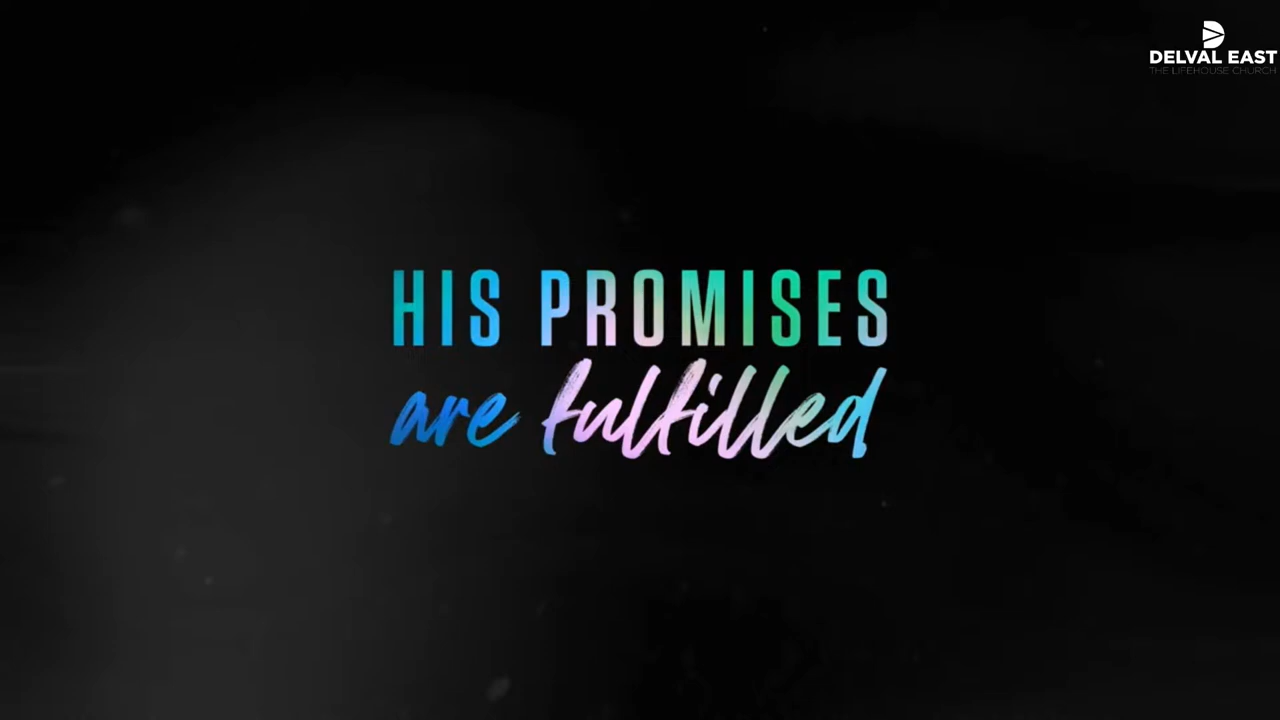 DELVAL EAST
THE LIFEHOUSE CHURCH
HIS PROMISES
are fulfilled